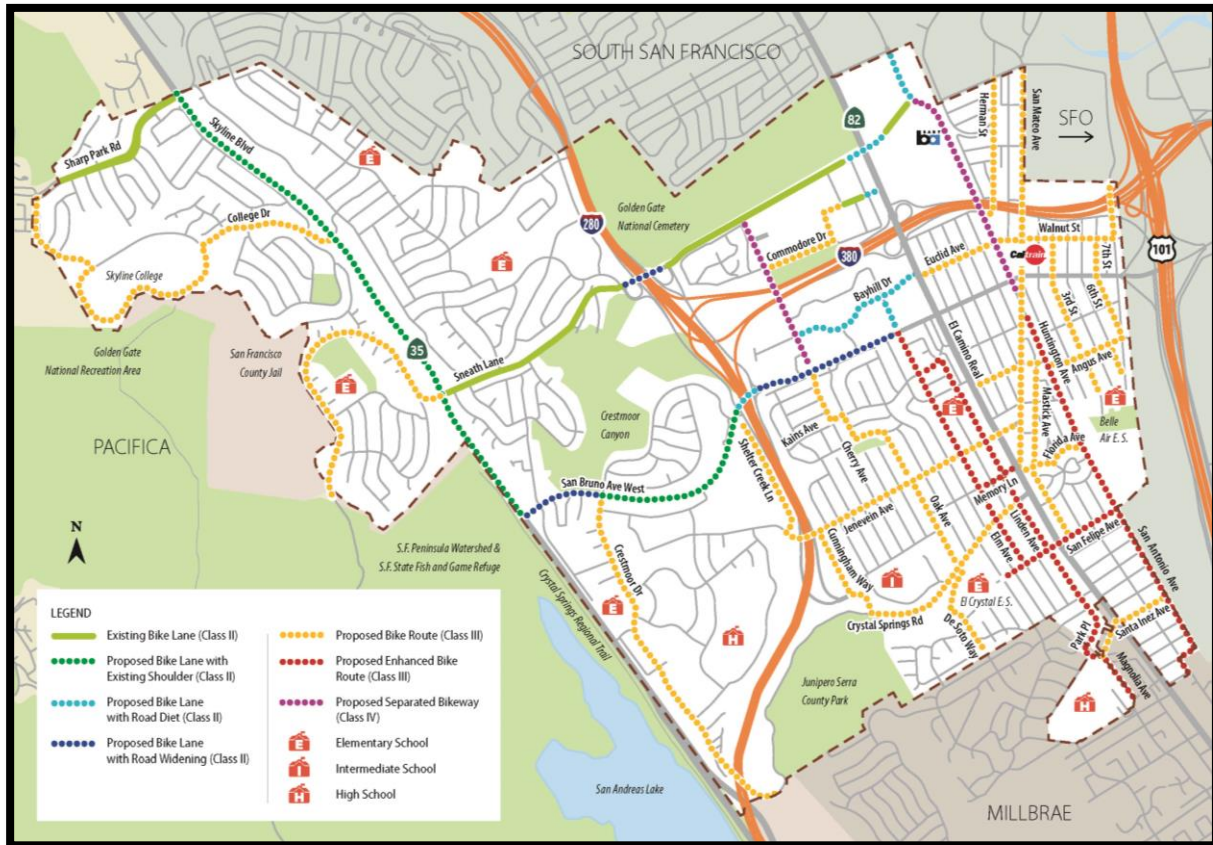 SOUTH SAN FRANCISCO
SFO
82
Herman St
San Mateo Ave
Sharp Park Rd
Skyline Blvd
E
ba
Golden Gate
National Cemetery
280
College Dr
E
Commodore Dr
380
Euclid Ave
Walnut St
Caltrain
7th St
101
Skyline College
Bayhill Dr
3rd St
6th St
Golden Gate
National Recreation Area
San Francisco
County Jail
35
Sneath Lane
El Camino Real
Huntington Ave
Angus Ave
E
E
E
Mastick Ave
Belle
Air E.S.
PACIFICA
Crestmoor
Canyon
Kains Ave
Cherry Ave
Shelter Creek Ln
Florida Ave
San Bruno Ave West
Memory Ln
Jenevein Ave
Oak Ave
Linden Ave
Elm Ave
San Felipe Ave
San Antonio Ave
N
S.F. Peninsula Watershed &
S.F. State Fish and Game Refuge
Crestmoor Dr
Cunningham Way
I
E
El Crystal E.S.
E
Crystal Springs Regional Trail
Crystal Springs Rd
De Soto Way
Santa Inez Ave
Park Pl
Magnolia Ave
H
H
Junipero Serra
County Park
San Andreas Lake
MILLBRAE
LEGEND
Existing Bike Lane (Class II)
Proposed Bike Lane with
Existing Shoulder (Class II)
Proposed Bike Lane
with Road Diet (Class II)
Proposed Bike Lane
with Road Widening (Class II)
Proposed Bike Route (Class III)
Proposed Enhanced Bike
Route (Class III)
Proposed Separated Bikeway
(Class IV)
E Elementary School
I Intermediate School
H High School